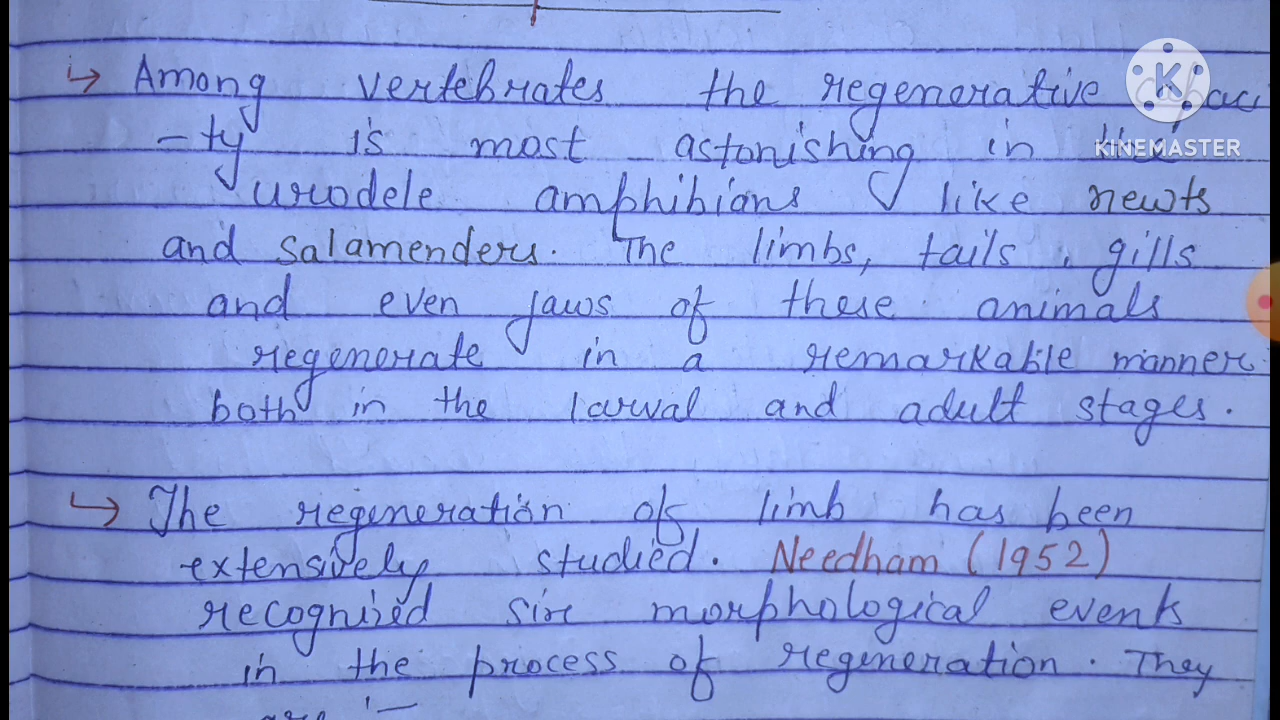 ↳ Among vertebrates the regenerative capaci
-ty is most astonishing in
urodele amphibians like newts
and salamenders. The limbs, tails, gills
and even jaws of these animals
regenerate in a remarkable manner
both in the larval and adult stages.
↳ The regeneration of limb has been
extensively studied. Needham (1952)
recognised six morphological events
in the process of regeneration. They
are :-
KINEMASTER